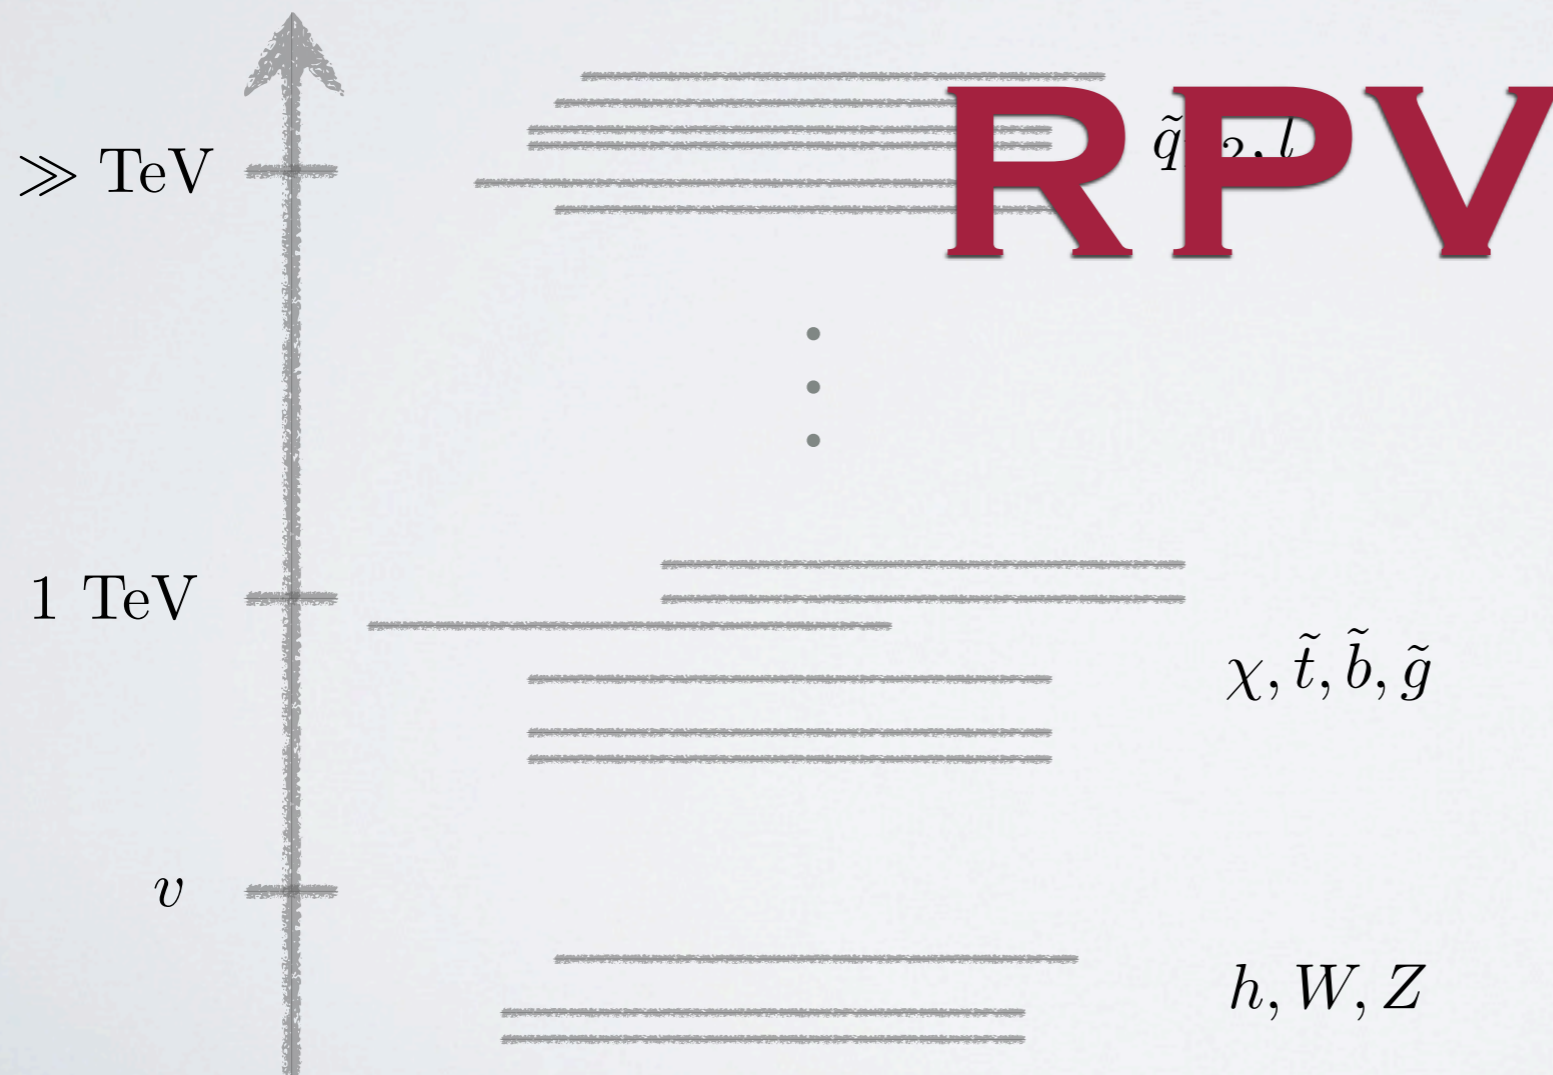 RPV
≫ TeV
1 TeV
χ, t̃, b̃, g̃
v
h, W, Z